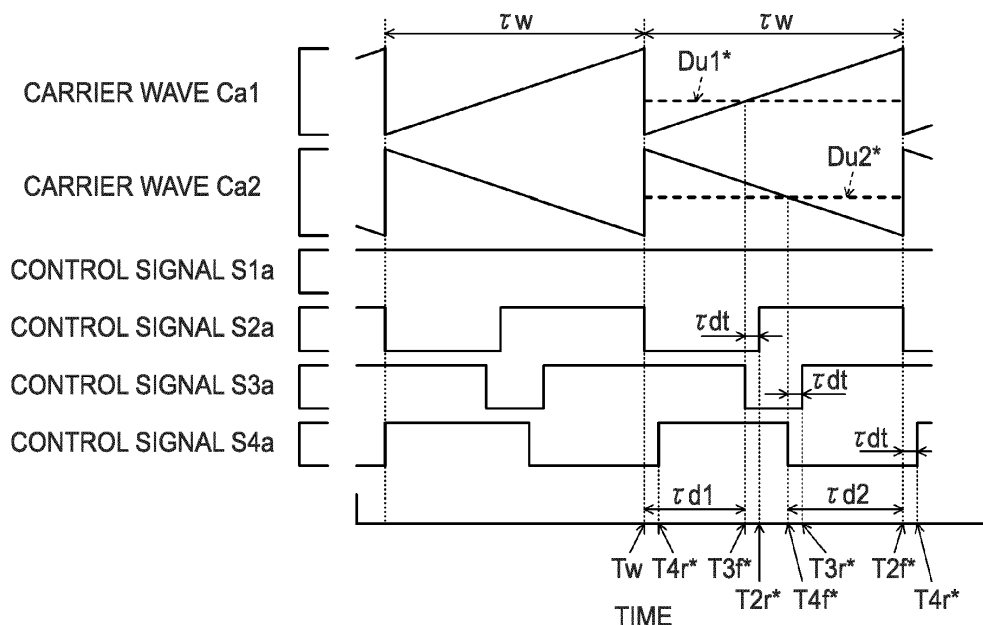 τw τw
CARRIER WAVE Ca1
Du1*
CARRIER WAVE Ca2
Du2*
CONTROL SIGNAL S1a
CONTROL SIGNAL S2a
τdt
CONTROL SIGNAL S3a
τdt
CONTROL SIGNAL S4a
τdt
τd1 τd2
Tw T4r* T3f* T3r* T2f*
T2r* T4f* T4r*
TIME